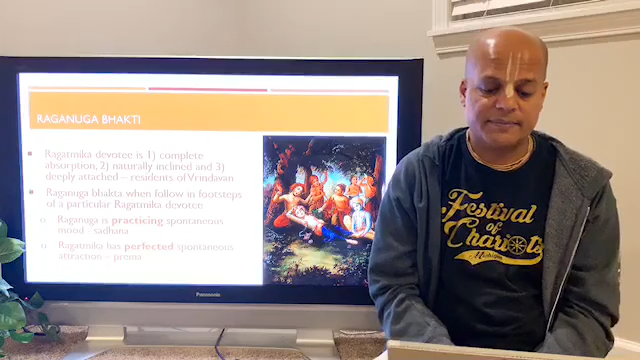 RAGANUGA BHAKTI
Ragatmika devotee is 1) complete
absorption, 2) naturally inclined and 3)
deeply attached – residents of Vrindavan
Raganuga bhakta when follow in footsteps
of a particular Ragatmika devotee
Raganuga is practicing spontaneous
mood - sadhana
Ragatmika has perfected spontaneous
attraction – prema
Panasonic
Festival
of
Chariots
Michigan